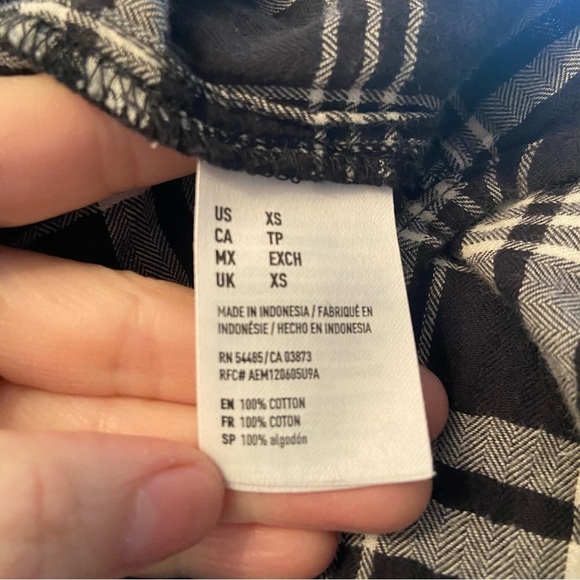 US XS
CA TP
MX EXCH
UK XS
MADE IN INDONESIA / FABRIQUÉ EN
INDONÉSIE / HECHO EN INDONESIA
RN 54485 / CA 03873
RFC# AEM120605U9A
EN 100% COTTON
FR 100% COTON
SP 100% algodón